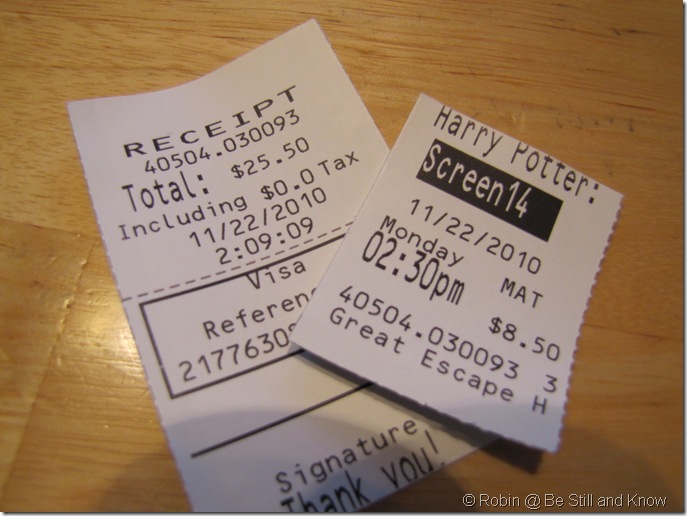 RECEIPT
40504.030093
Total: $25.50
Including $0.0 Tax
11/22/2010
2:09:09
Visa
Referen
2177630
Signature
Thank you!
Harry Potter:
Screen14
11/22/2010
Monday MAT
02:30pm
$8.50
40504.030093 3
Great Escape H
© Robin @ Be Still and Know